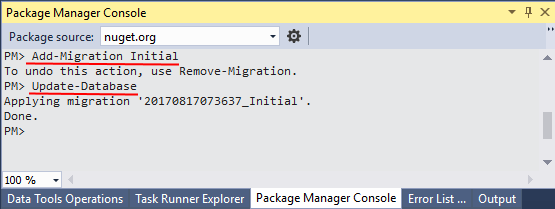 Package Manager Console
Package source: nuget.org
PM> Add-Migration Initial
To undo this action, use Remove-Migration.
PM> Update-Database
Applying migration '20170817073637_Initial'.
Done.
PM>
100 %
Data Tools Operations Task Runner Explorer Package Manager Console Error List ... Output